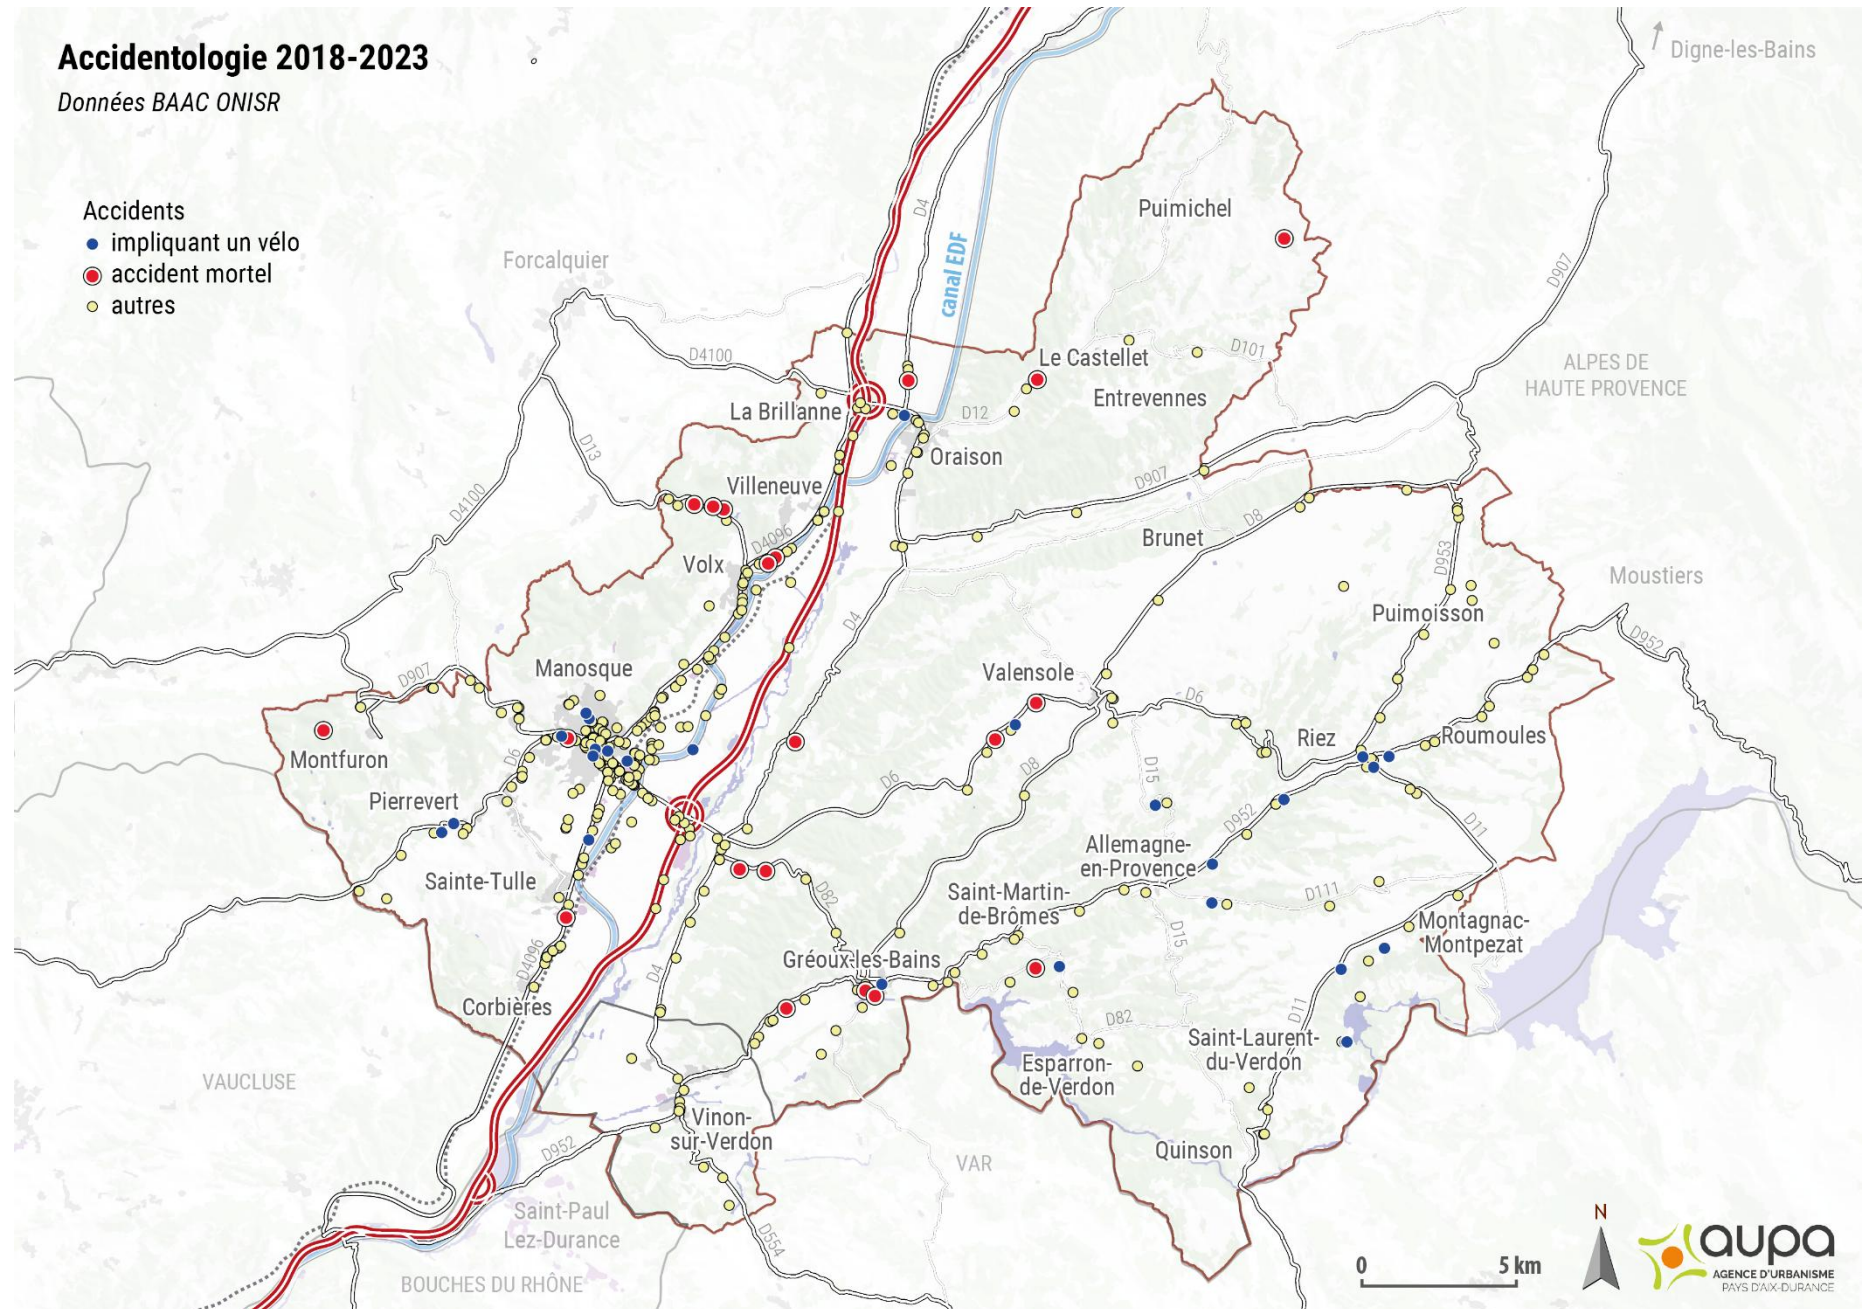 Accidentologie 2018-2023
Données BAAC ONISR
Accidents
impliquant un vélo
accident mortel
autres
Digne-les-Bains
Puimichel
D4
canal EDF
Forcalquier
D907
D4100
D101
ALPES DE
HAUTE PROVENCE
Le Castellet
Entrevennes
La Brillanne
D12
Oraison
D13
D907
Villeneuve
D4100
D8
Brunet
D4096
Volx
D953
Moustiers
Puimoisson
D4
D952
Manosque
D907
Valensole
D6
Montfuron
D6
Riez
Roumoules
D15
D8
D6
Pierrevert
D952
D11
Allemagne-
en-Provence
Sainte-Tulle
D82
Saint-Martin-
de-Brômes
D111
Montagnac-
Montpezat
D15
D4096
D4
Gréoux-les-Bains
Corbières
D11
D82
Saint-Laurent-
du-Verdon
Esparron-
de-Verdon
VAUCLUSE
Vinon-
sur-Verdon
D952
VAR
Quinson
Saint-Paul
Lez-Durance
D554
BOUCHES DU RHÔNE
0 5 km
N
aupa
AGENCE D'URBANISME
PAYS D'AIX-DURANCE